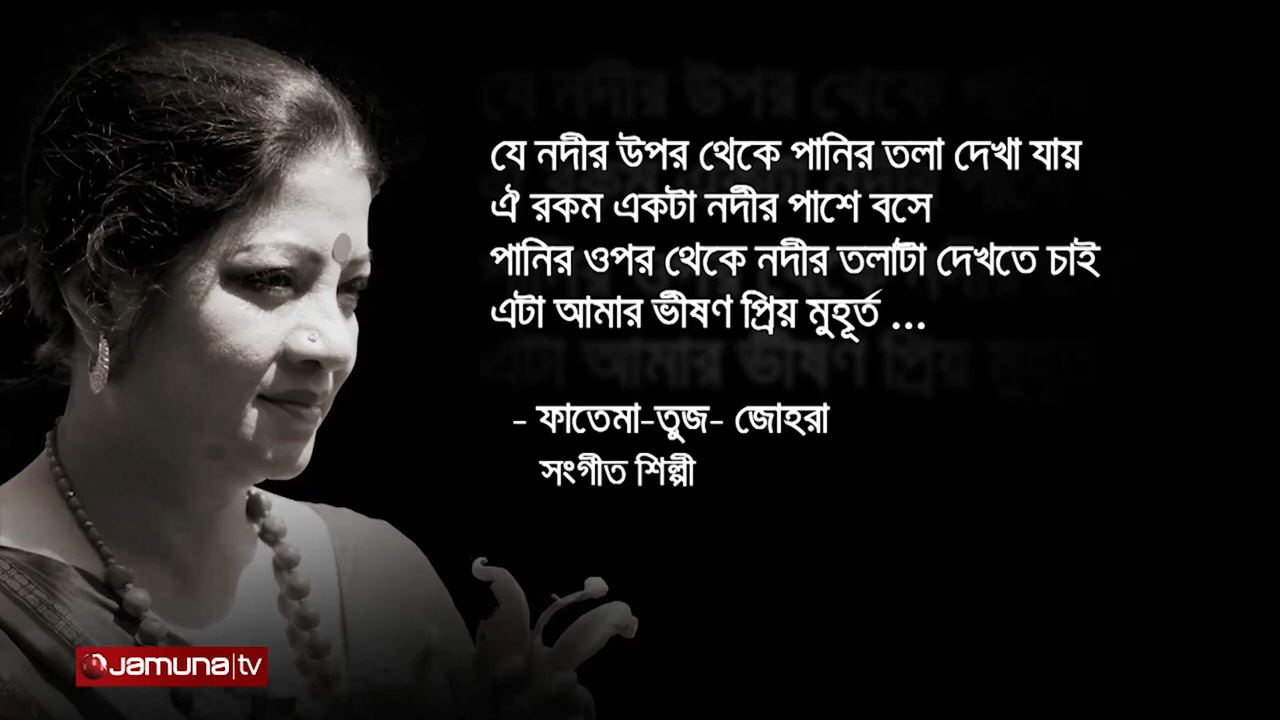 যে নদীর উপর থেকে পানির তলা দেখা যায়
ঐ রকম একটা নদীর পাশে বসে
পানির ওপর থেকে নদীর তলাটা দেখতে চাই
এটা আমার ভীষণ প্রিয় মুহূর্ত ...
- ফাতেমা-তুজ- জোহরা
সংগীত শিল্পী
Jamuna|tv